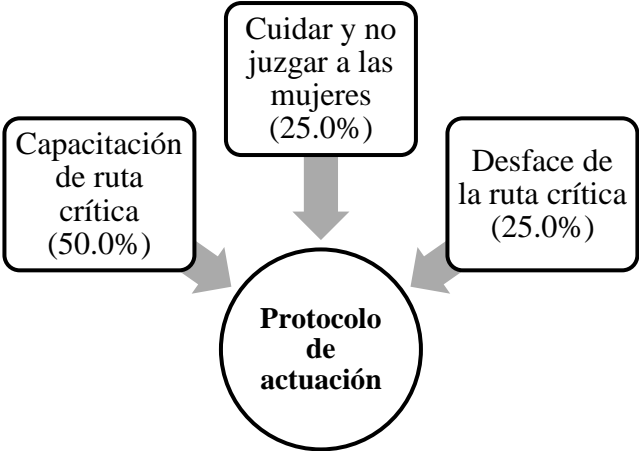 Cuidar y no
juzgar a las
mujeres
(25.0%)
Capacitación
de ruta
crítica
(50.0%)
Desface de
la ruta crítica
(25.0%)
Protocolo
de
actuación